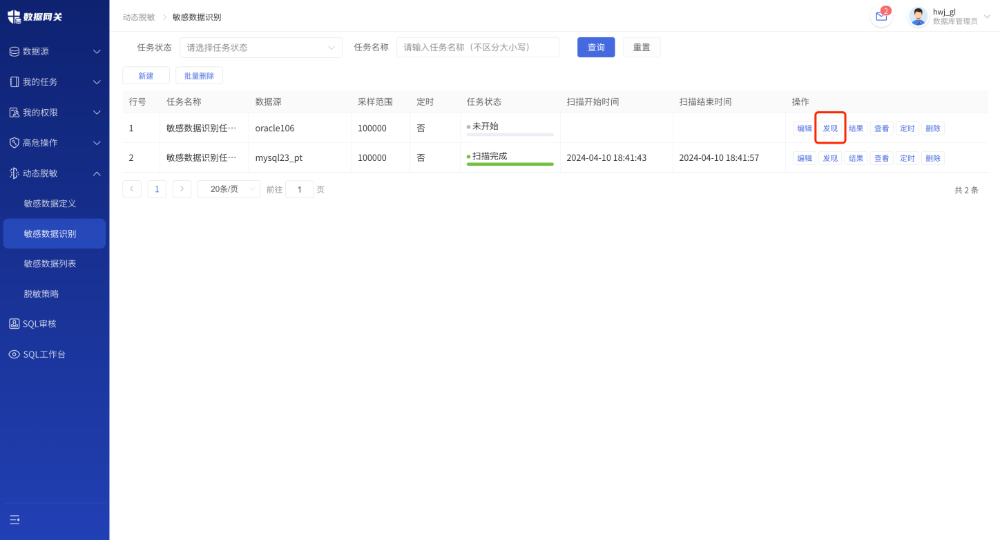 数据网关
动态脱敏 > 敏感数据识别
2
hwj_gl
数据库管理员
数据源
我的任务
我的权限
高危操作
动态脱敏
敏感数据定义
敏感数据识别
敏感数据列表
脱敏策略
SQL审核
SQL工作台
任务状态 请选择任务状态 任务名称 请输入任务名称（不区分大小写） 查询 重置
新建 批量删除
行号 任务名称 数据源 采样范围 定时 任务状态 扫描开始时间 扫描结束时间 操作
1 敏感数据识别任… oracle106 100000 否 未开始 编辑 发现 结果 查看 定时 删除
2 敏感数据识别任… mysql23_pt 100000 否 扫描完成 2024-04-10 18:41:43 2024-04-10 18:41:57 编辑 发现 结果 查看 定时 删除
< 1 > 20条/页 前往 1 页 共 2 条